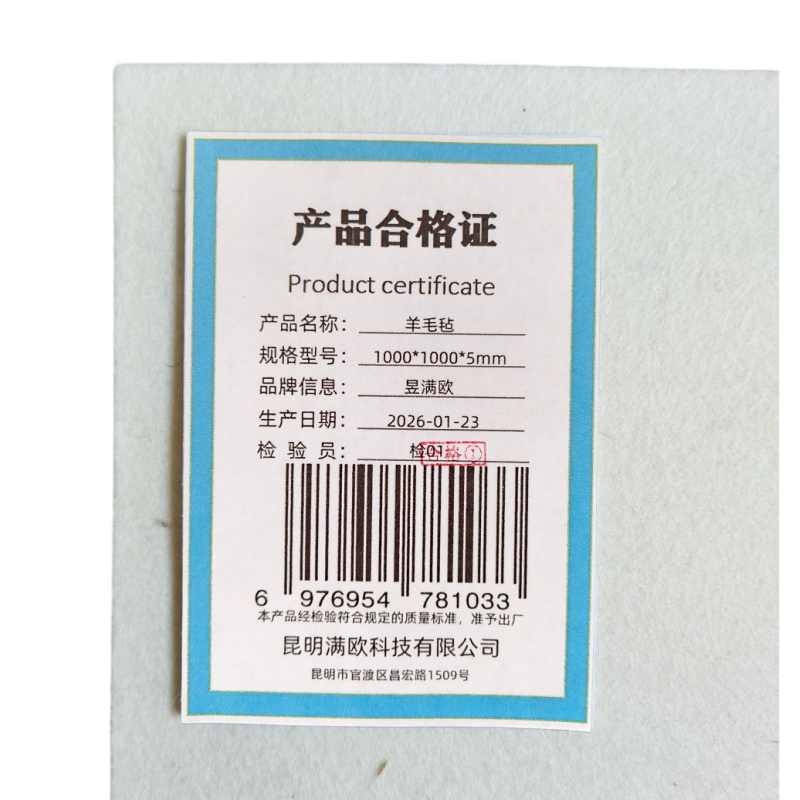 产品合格证
Product certificate
产品名称： 羊毛毡
规格型号： 1000*1000*5mm
品牌信息： 昱满欧
生产日期： 2026-01-23
检 验 员： 检01
合格 ①
6 976954 781033
本产品经检验符合规定的质量标准，准予出厂
昆明满欧科技有限公司
昆明市官渡区昌宏路1509号